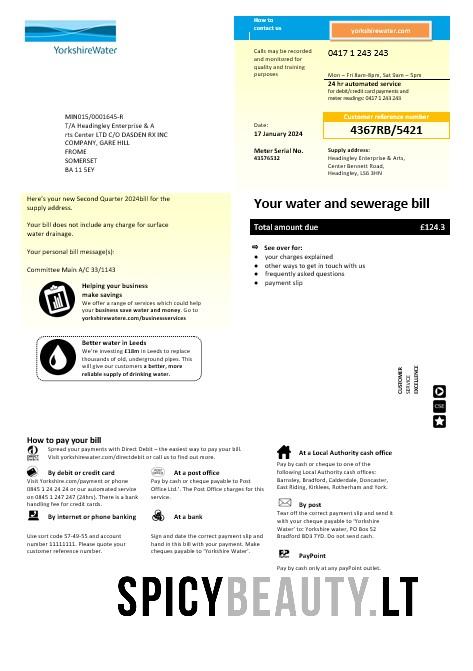 YorkshireWater
How to
contact us
yorkshirewater.com
Calls may be recorded
and monitored for
quality and training
purposes
0417 1 243 243
Mon – Fri 8am-8pm, Sat 9am – 5pm
24 hr automated service
for debit/credit card payments and
meter readings: 0417 1 243 243
Customer reference number
4367RB/5421
Date:
17 January 2024
Meter Serial No.
43576532
Supply address:
Headingley Enterprise & Arts,
Center Bennett Road,
Headingley, LS6 3HN
MIN015/0001645-R
T/A Headingley Enterprise & A
rts Center LTD C/O DASDEN RX INC
COMPANY, GARE HILL
FROME
SOMERSET
BA 11 5EY
Here's your new Second Quarter 2024bill for the
supply address.
Your bill does not include any charge for surface
water drainage.
Your personal bill message(s):
Committee Main A/C 33/1143
Helping your business
make savings
We offer a range of services which could help
your business save water and money. Go to
yorkshirewatere.com/businesservices
Better water in Leeds
We're investing £18m in Leeds to replace
thousands of old, underground pipes. This
will give our customers a better, more
reliable supply of drinking water.
Your water and sewerage bill
Total amount due £124.3
See over for:
● your charges explained
● other ways to get in touch with us
● frequently asked questions
● payment slip
CUSTOMER
SERVICE
EXCELLENCE
CSE
How to pay your bill
Spread your payments with Direct Debit – the easiest way to pay your bill.
Visit yorkshirewater.com/directdebit or call us to find out more.
By debit or credit card
Visit Yorkshire.com/payment or phone
0845 1 24 24 24 or our automated service
on 0845 1 247 247 (24hrs). There is a bank
handling fee for credit cards.
By internet or phone banking
Use sort code 57-49-55 and account
number 11111111. Please quote your
customer reference number.
At a post office
Pay by cash or cheque payable to Post
Office Ltd.'. The Post Office charges for this
service.
At a bank
Sign and date the correct payment slip and
hand in this bill with your payment. Make
cheques payable to 'Yorkshire Water'.
At a Local Authority cash office
Pay by cash or cheque to one of the
following Local Authority cash offices:
Barnsley, Bradford, Calderdale, Doncaster,
East Riding, Kirklees, Rotherham and York.
By post
Tear off the correct payment slip and send it
with your cheque payable to 'Yorkshire
Water' to: Yorkshire water, PO Box 52
Bradford BD3 7YD. Do not send cash.
PayPoint
Pay by cash only at any payPoint outlet.
SPICYBEAUTY.LT